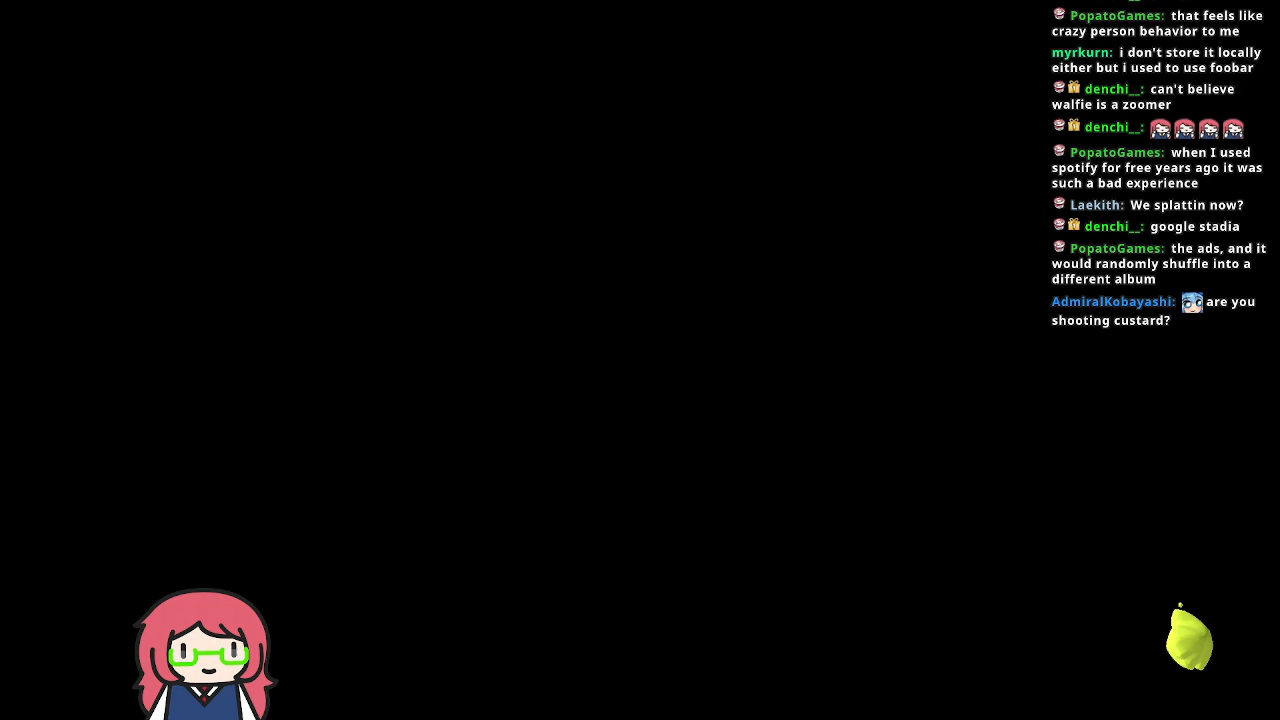 PopatoGames: that feels like
crazy person behavior to me
myrkurn: i don't store it locally
either but i used to use foobar
denchi__: can't believe
walfie is a zoomer
denchi__:
PopatoGames: when I used
spotify for free years ago it was
such a bad experience
Laekith: We splattin now?
denchi__: google stadia
PopatoGames: the ads, and it
would randomly shuffle into a
different album
AdmiralKobayashi: are you
shooting custard?